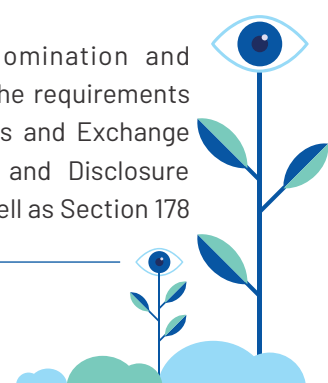 omination and
he requirements
s and Exchange
and Disclosure
ell as Section 178